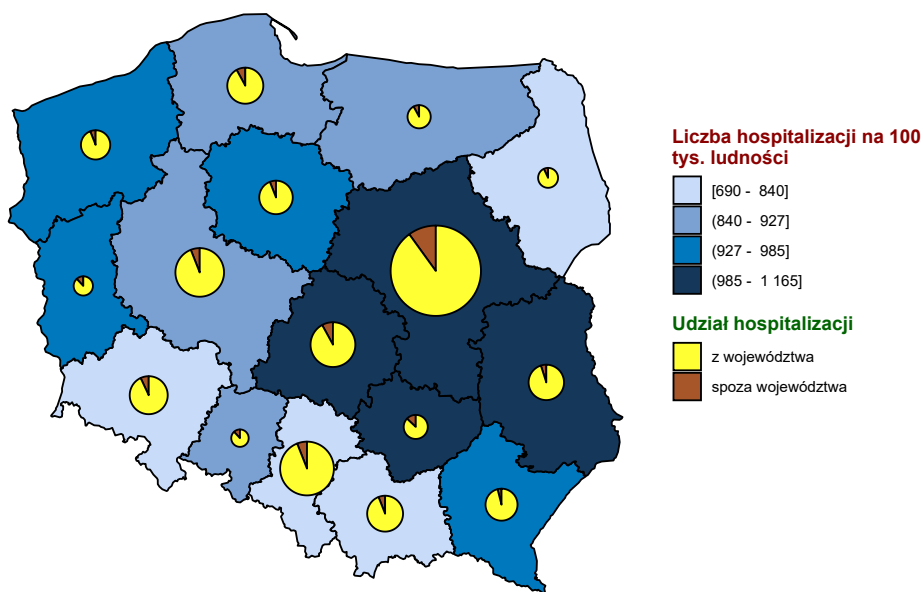 Liczba hospitalizacji na 100
tys. ludności
[690 - 840]
(840 - 927]
(927 - 985]
(985 - 1 165]
Udział hospitalizacji
z województwa
spoza województwa